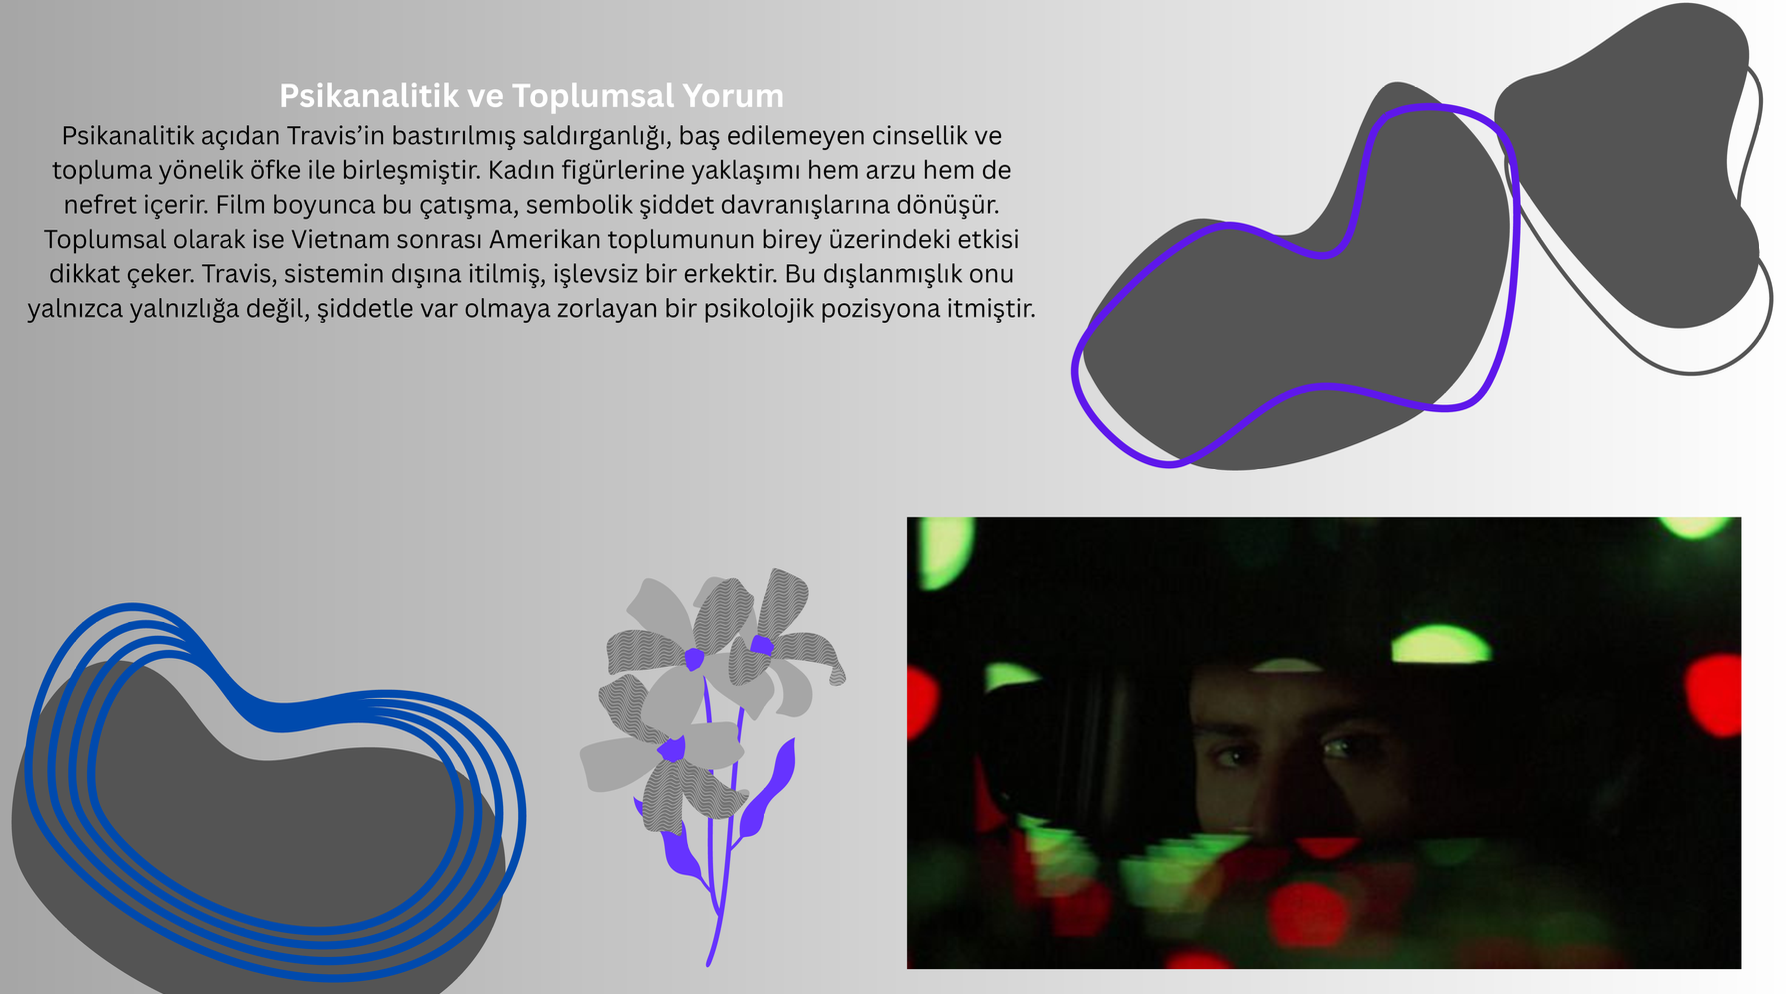 Psikanalitik ve Toplumsal Yorum
Psikanalitik açıdan Travis’in bastırılmış saldırganlığı, baş edilemeyen cinsellik ve
topluma yönelik öfke ile birleşmiştir. Kadın figürlerine yaklaşımı hem arzu hem de
nefret içerir. Film boyunca bu çatışma, sembolik şiddet davranışlarına dönüşür.
Toplumsal olarak ise Vietnam sonrası Amerikan toplumunun birey üzerindeki etkisi
dikkat çeker. Travis, sistemin dışına itilmiş, işlevsiz bir erkektir. Bu dışlanmışlık onu
yalnızca yalnızlığa değil, şiddetle var olmaya zorlayan bir psikolojik pozisyona itmiştir.